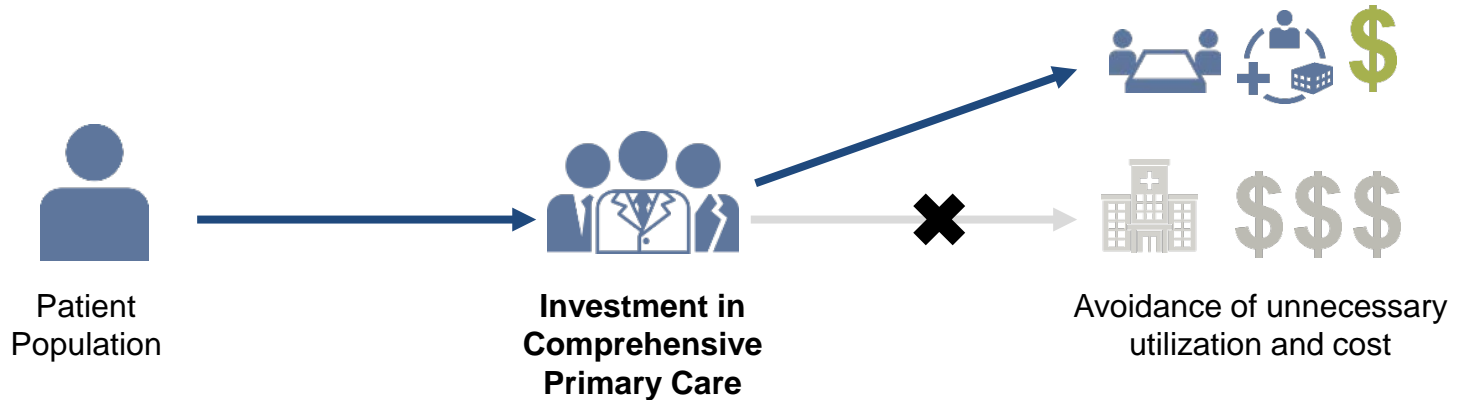 $
$$$
Patient
Population
Investment in
Comprehensive
Primary Care
Avoidance of unnecessary
utilization and cost